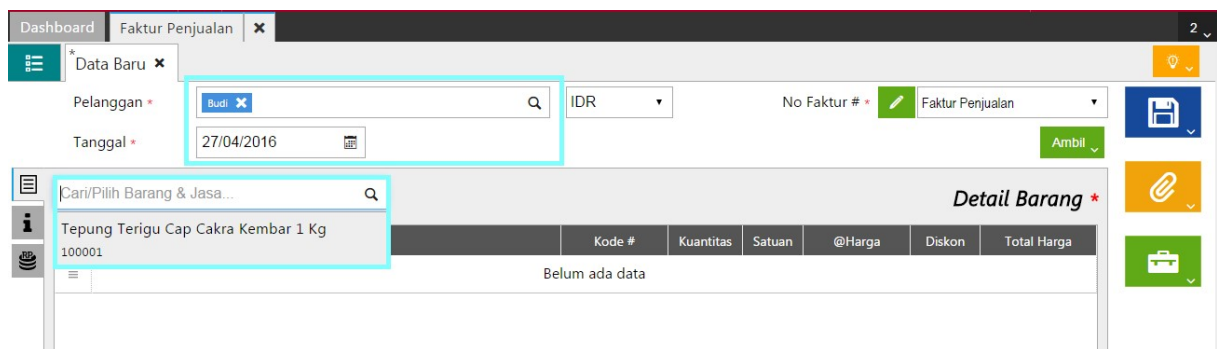 Dashboard Faktur Penjualan 2
* Data Baru
Pelanggan * Budi IDR No Faktur # * Faktur Penjualan
Tanggal * 27/04/2016 Ambil
Cari/Pilih Barang & Jasa... Detail Barang *
Tepung Terigu Cap Cakra Kembar 1 Kg
100001
Kode # Kuantitas Satuan @Harga Diskon Total Harga
Belum ada data
i
RP